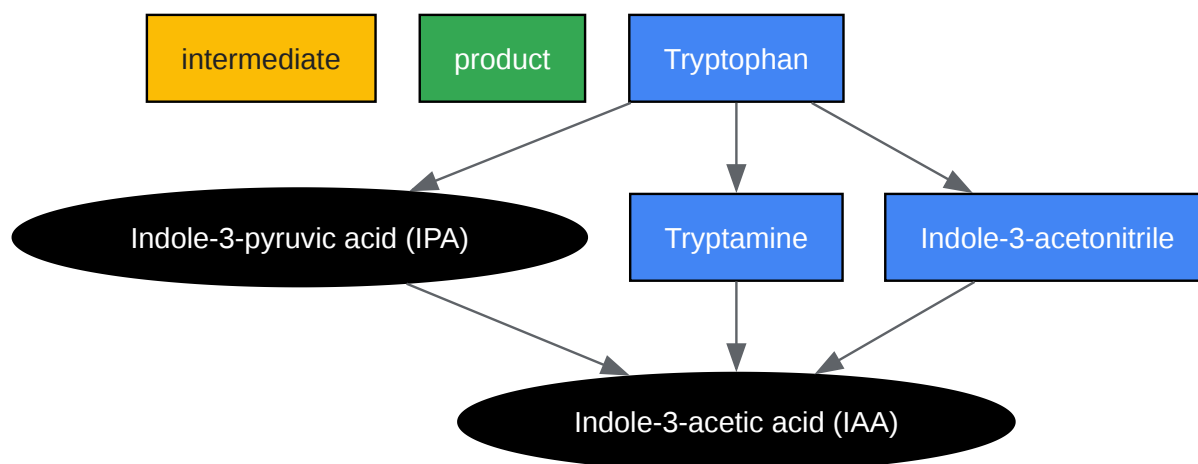 intermediate
product
Tryptophan
Indole-3-pyruvic acid (IPA)
Tryptamine
Indole-3-acetonitrile
Indole-3-acetic acid (IAA)